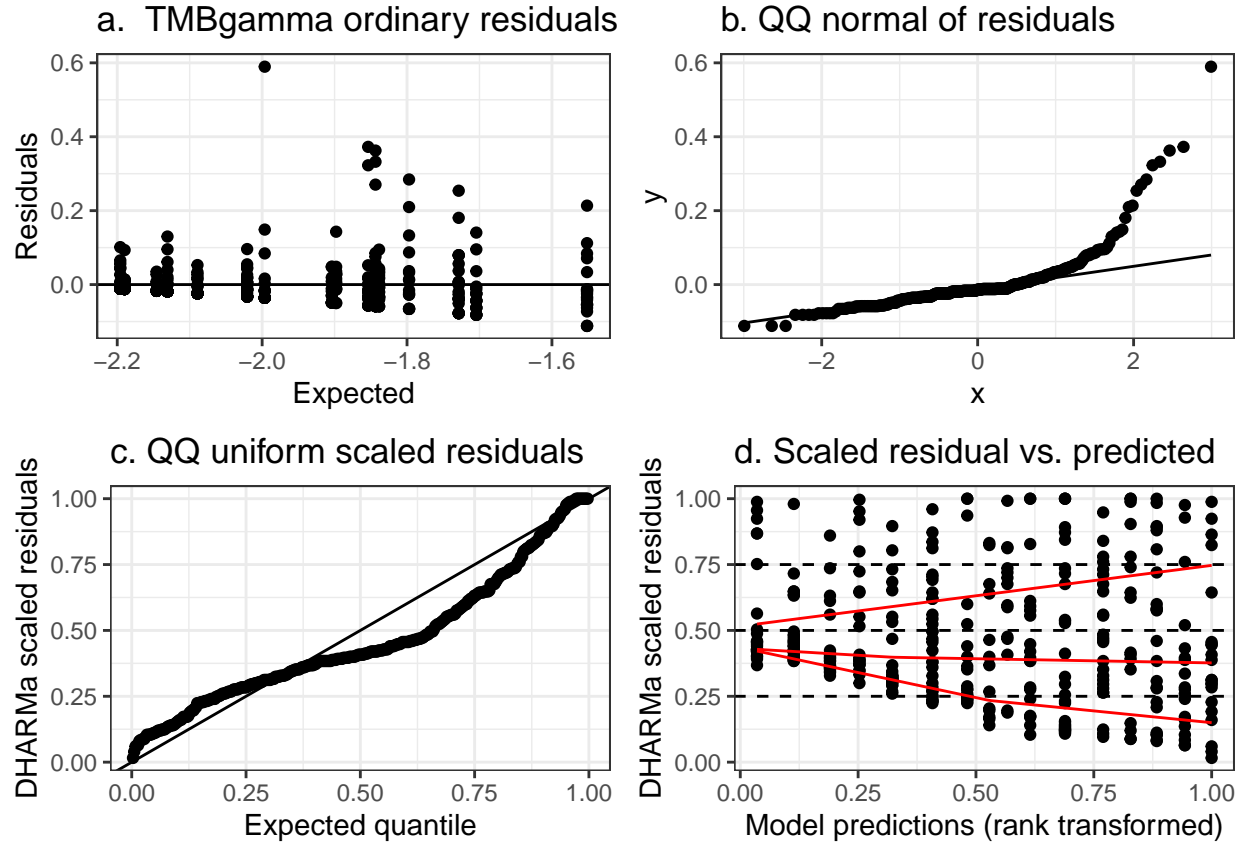 a.  TMBgamma ordinary residuals
Residuals
0.6
0.4
0.2
0.0
−2.2 −2.0 −1.8 −1.6
Expected
b. QQ normal of residuals
y
0.6
0.4
0.2
0.0
−2 0 2
x
c. QQ uniform scaled residuals
DHARMa scaled residuals
1.00
0.75
0.50
0.25
0.00
0.00 0.25 0.50 0.75 1.00
Expected quantile
d. Scaled residual vs. predicted
DHARMa scaled residuals
1.00
0.75
0.50
0.25
0.00
0.00 0.25 0.50 0.75 1.00
Model predictions (rank transformed)